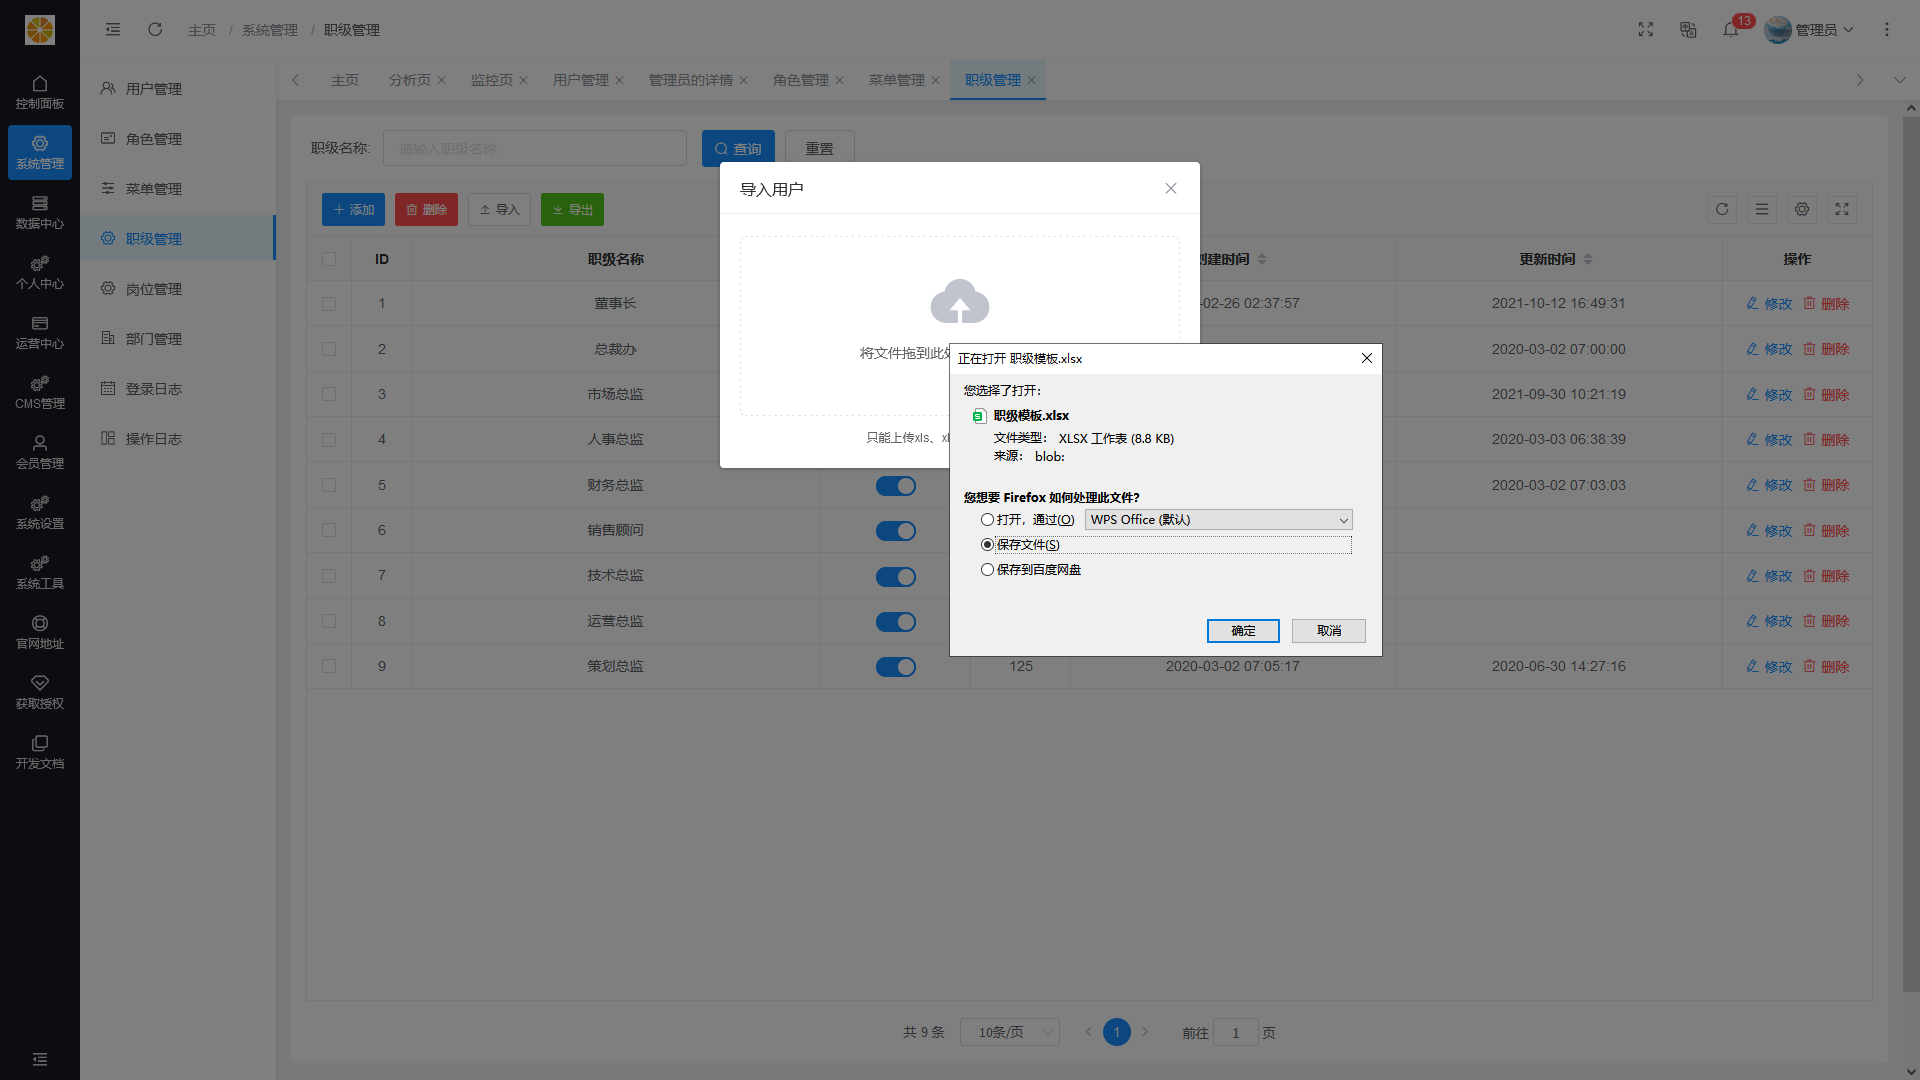 主页 / 系统管理 / 职级管理
13
管理员
控制面板
系统管理
数据中心
个人中心
运营中心
CMS管理
会员管理
系统设置
系统工具
官网地址
获取授权
开发文档
用户管理
角色管理
菜单管理
职级管理
岗位管理
部门管理
登录日志
操作日志
主页 分析页 监控页 用户管理 管理员的详情 角色管理 菜单管理 职级管理
职级名称: 请输入职级名称 查询 重置
添加 删除 导入 导出
ID 职级名称 创建时间 更新时间 操作
1 董事长 -02-26 02:37:57 2021-10-12 16:49:31 修改 删除
2 总裁办 2020-03-02 07:00:00 修改 删除
3 市场总监 2021-09-30 10:21:19 修改 删除
4 人事总监 2020-03-03 06:38:39 修改 删除
5 财务总监 2020-03-02 07:03:03 修改 删除
6 销售顾问 修改 删除
7 技术总监 修改 删除
8 运营总监 修改 删除
9 策划总监 125 2020-03-02 07:05:17 2020-06-30 14:27:16 修改 删除
共 9 条 10条/页 1 前往 1 页
导入用户
将文件拖到此处
只能上传xls、xl
正在打开 职级模板.xlsx
您选择了打开:
职级模板.xlsx
文件类型: XLSX 工作表 (8.8 KB)
来源: blob:
您想要 Firefox 如何处理此文件?
打开，通过(O) WPS Office (默认)
保存文件(S)
保存到百度网盘
确定 取消